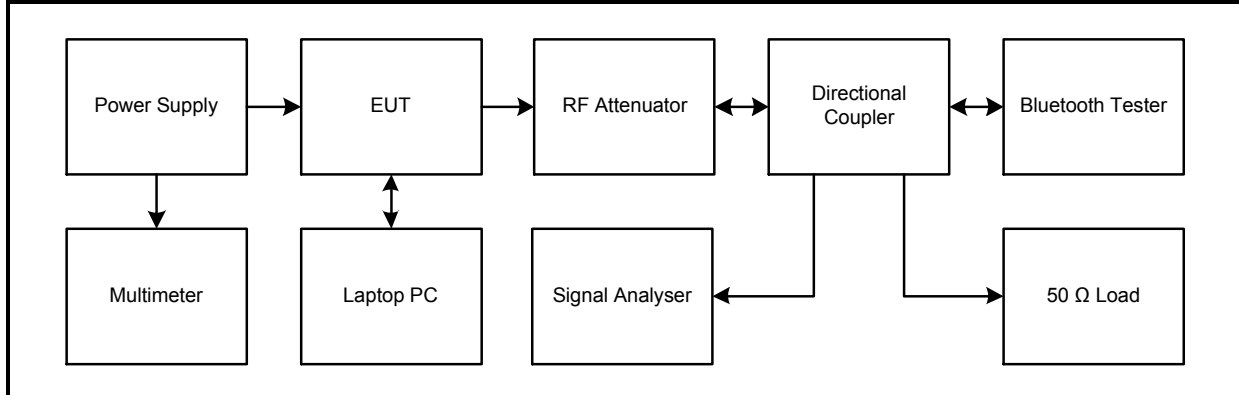 Power Supply
EUT
RF Attenuator
Directional
Coupler
Bluetooth Tester
Multimeter
Laptop PC
Signal Analyser
50 Ω Load